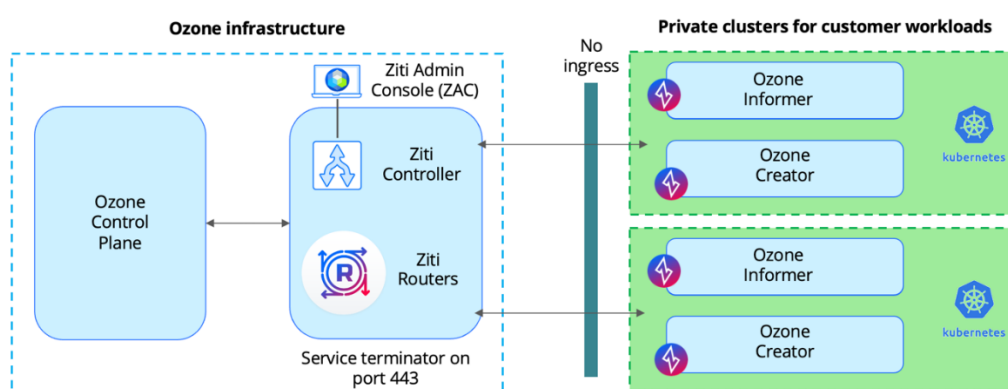 Ozone infrastructure
Ziti Admin
Console (ZAC)
Ozone
Control
Plane
Ziti
Controller
R
Ziti
Routers
Service terminator on
port 443
No
ingress
Private clusters for customer workloads
Ozone
Informer
Ozone
Creator
kubernetes
Ozone
Informer
Ozone
Creator
kubernetes